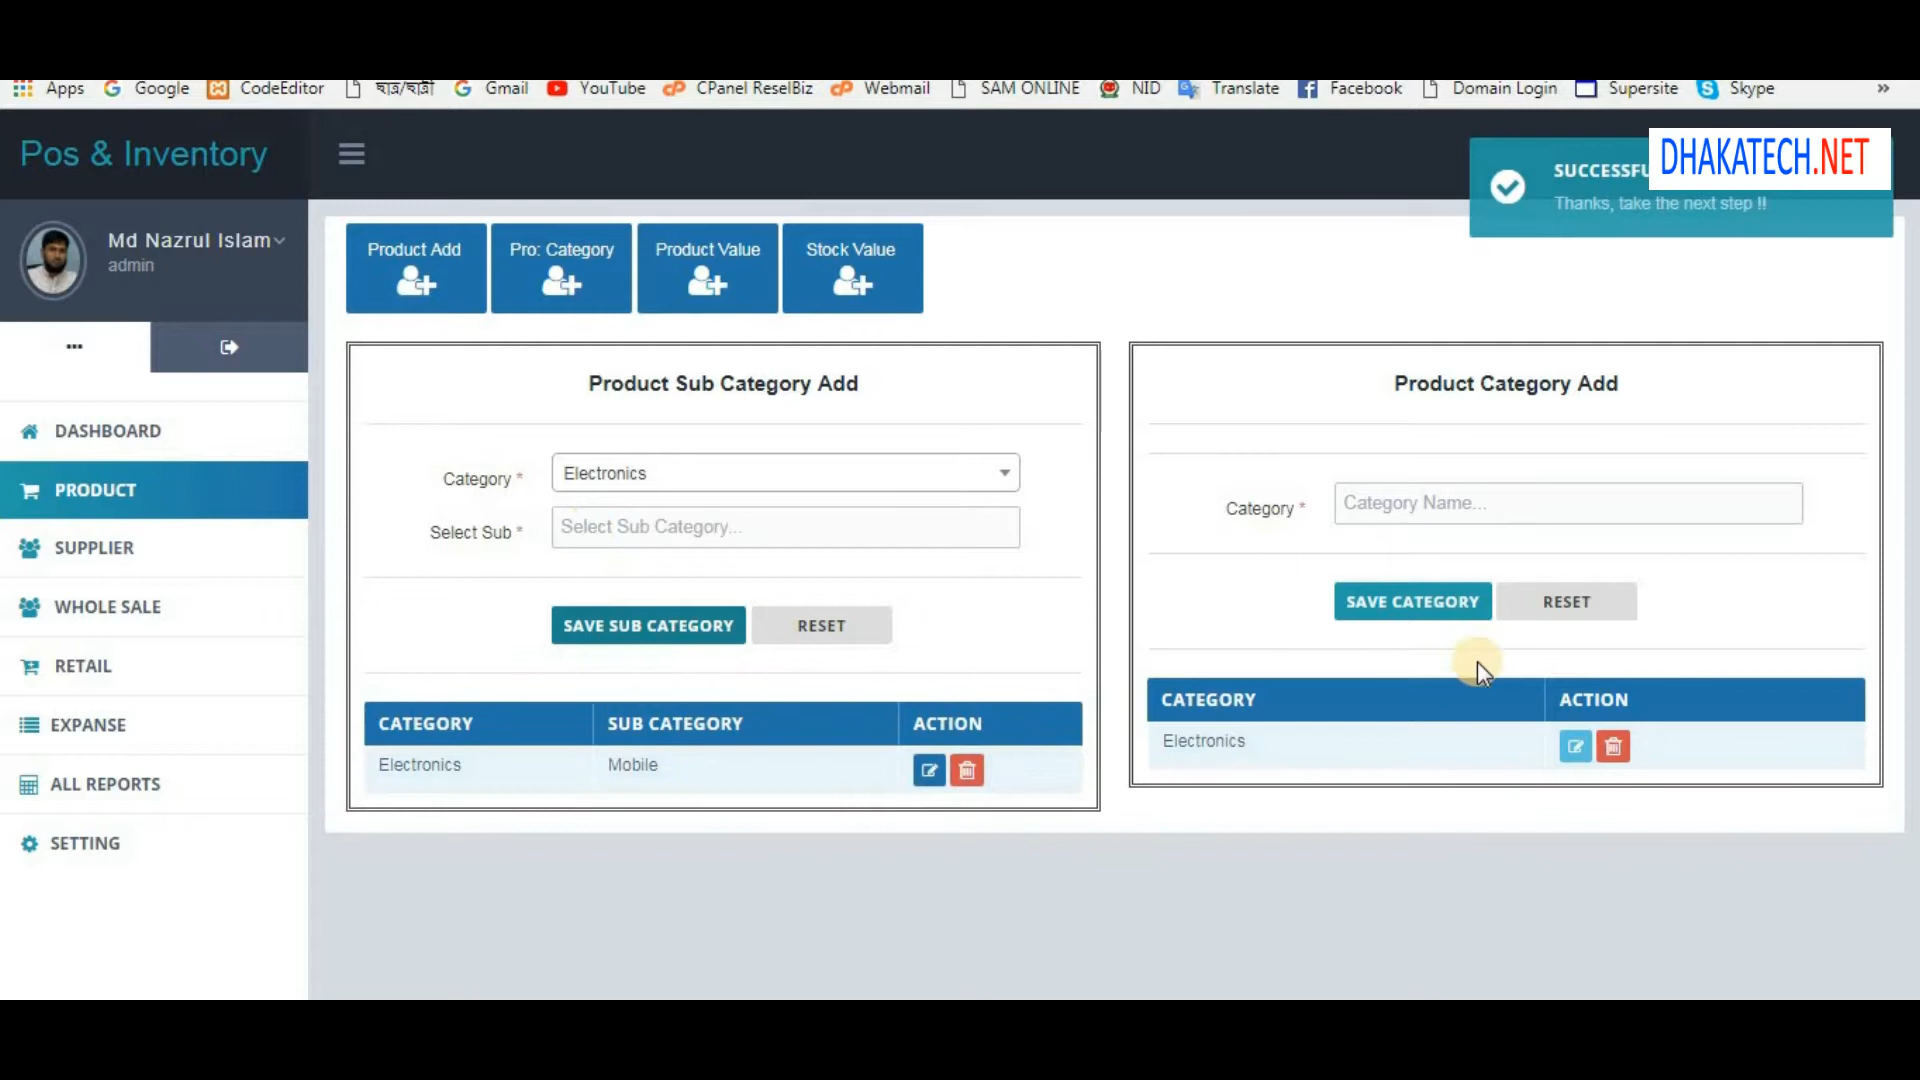 Apps Google CodeEditor ছাত্র/ছাত্রী Gmail YouTube CPanel ReselBiz Webmail SAM ONLINE NID Translate Facebook Domain Login Supersite Skype »
Pos & Inventory
DHAKATECH.NET
SUCCESSFU
Thanks, take the next step !!
Md Nazrul Islam
admin
Product Add
Pro: Category
Product Value
Stock Value
DASHBOARD
PRODUCT
SUPPLIER
WHOLE SALE
RETAIL
EXPANSE
ALL REPORTS
SETTING
Product Sub Category Add
Category * Electronics
Select Sub * Select Sub Category...
SAVE SUB CATEGORY RESET
CATEGORY SUB CATEGORY ACTION
Electronics Mobile
Product Category Add
Category * Category Name...
SAVE CATEGORY RESET
CATEGORY ACTION
Electronics